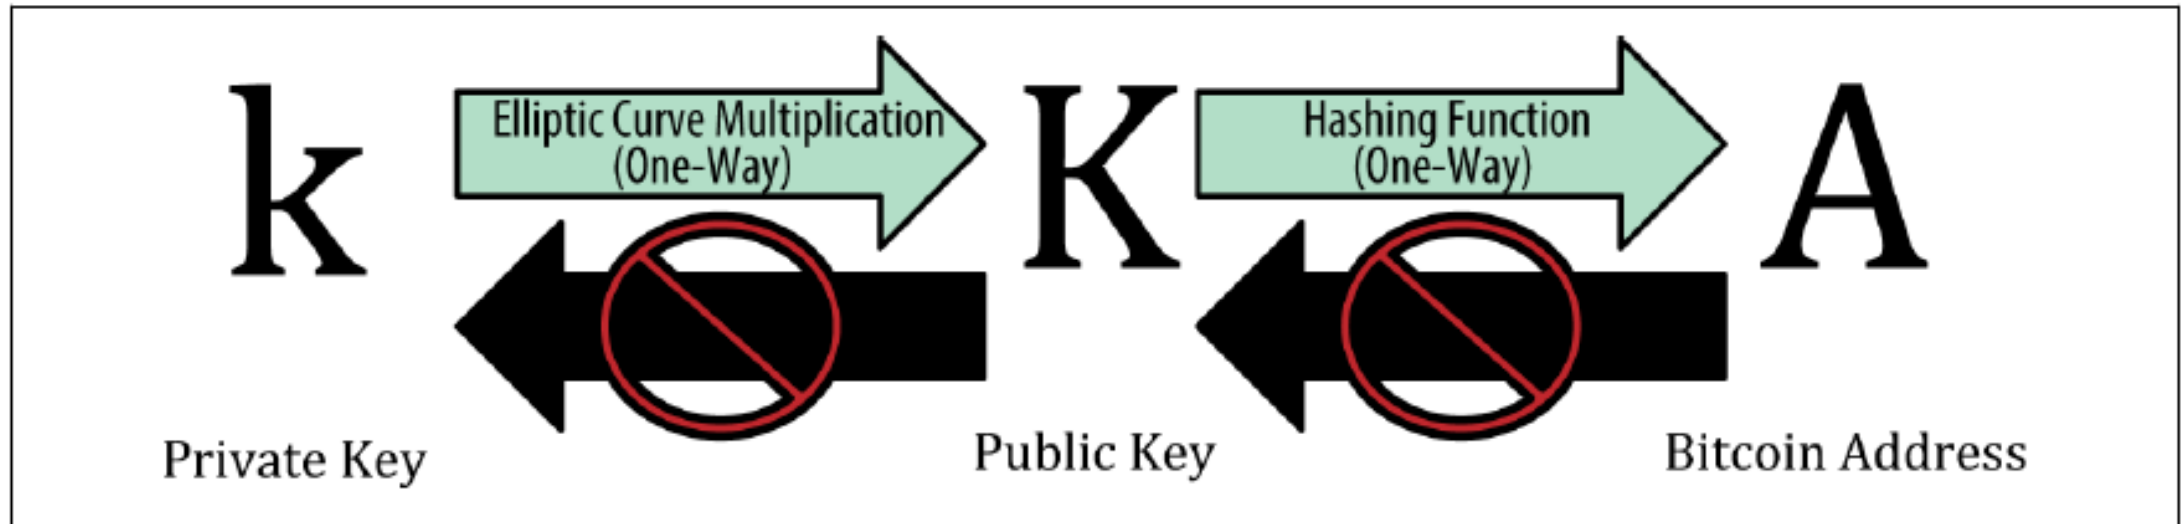 k
Elliptic Curve Multiplication
(One-Way)
K
Hashing Function
(One-Way)
A
Private Key
Public Key
Bitcoin Address